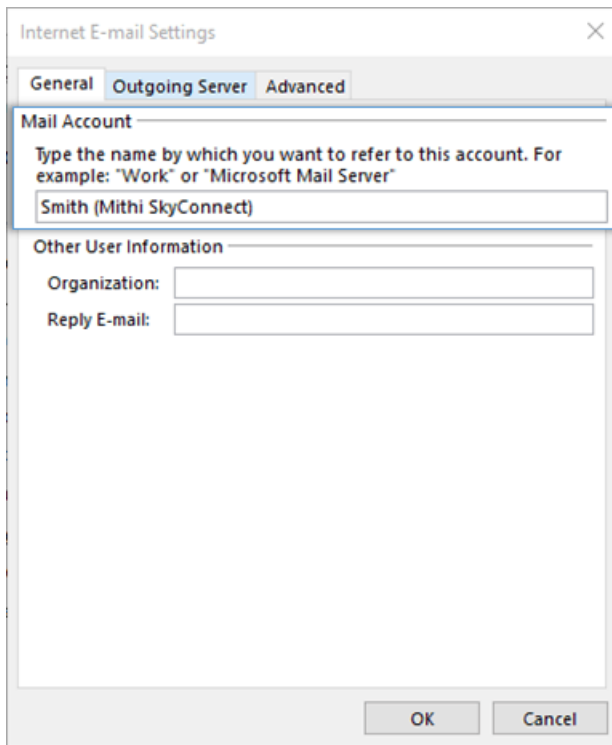 Internet E-mail Settings
General Outgoing Server Advanced
Mail Account
Type the name by which you want to refer to this account. For
example: "Work" or "Microsoft Mail Server"
Smith (Mithi SkyConnect)
Other User Information
Organization:
Reply E-mail:
OK Cancel